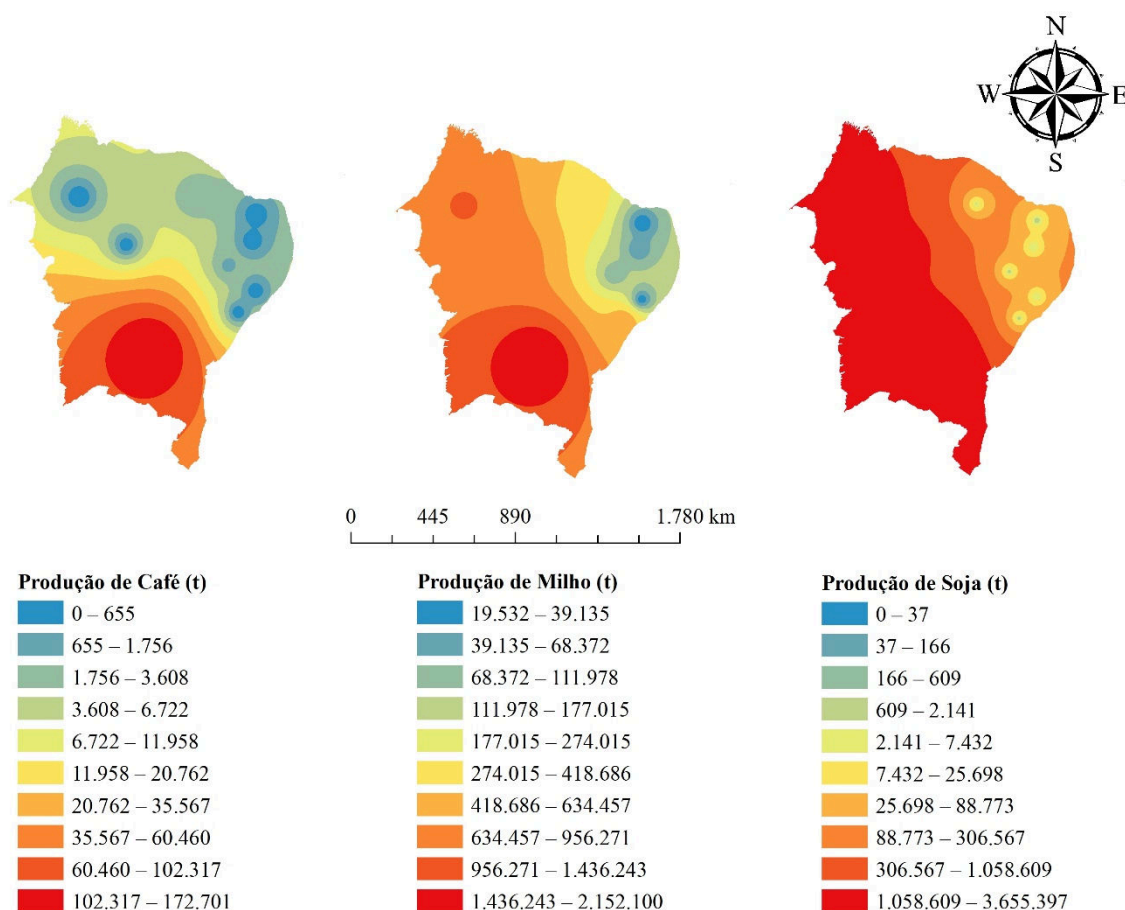 N
W E
S
0 445 890 1.780 km
Produção de Café (t)
0 – 655
655 – 1.756
1.756 – 3.608
3.608 – 6.722
6.722 – 11.958
11.958 – 20.762
20.762 – 35.567
35.567 – 60.460
60.460 – 102.317
102.317 – 172.701
Produção de Milho (t)
19.532 – 39.135
39.135 – 68.372
68.372 – 111.978
111.978 – 177.015
177.015 – 274.015
274.015 – 418.686
418.686 – 634.457
634.457 – 956.271
956.271 – 1.436.243
1.436.243 – 2.152.100
Produção de Soja (t)
0 – 37
37 – 166
166 – 609
609 – 2.141
2.141 – 7.432
7.432 – 25.698
25.698 – 88.773
88.773 – 306.567
306.567 – 1.058.609
1.058.609 – 3.655.397